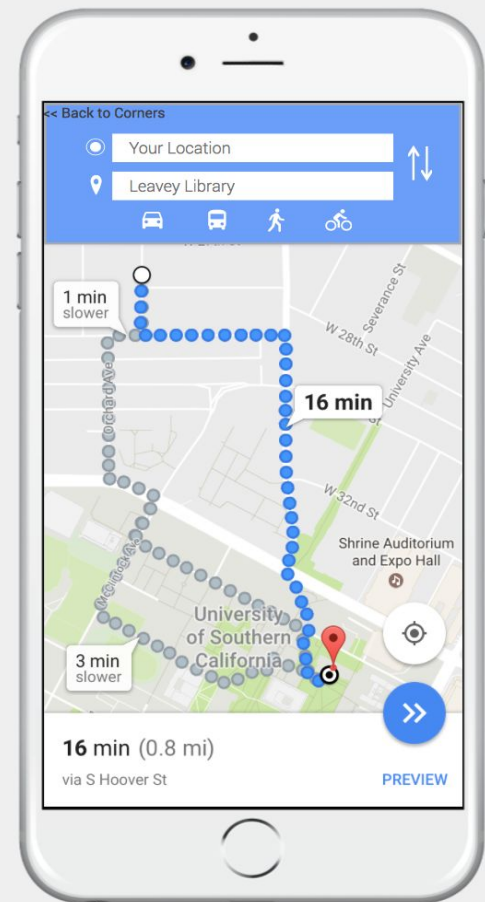 << Back to Corners
Your Location
Leavey Library
1 min
slower
Severance St
W 28th St
University Ave
Orchard Ave
16 min
St
W 32nd St
Shrine Auditorium
and Expo Hall
University
of Southern
California
3 min
slower
16 min (0.8 mi)
via S Hoover St
PREVIEW